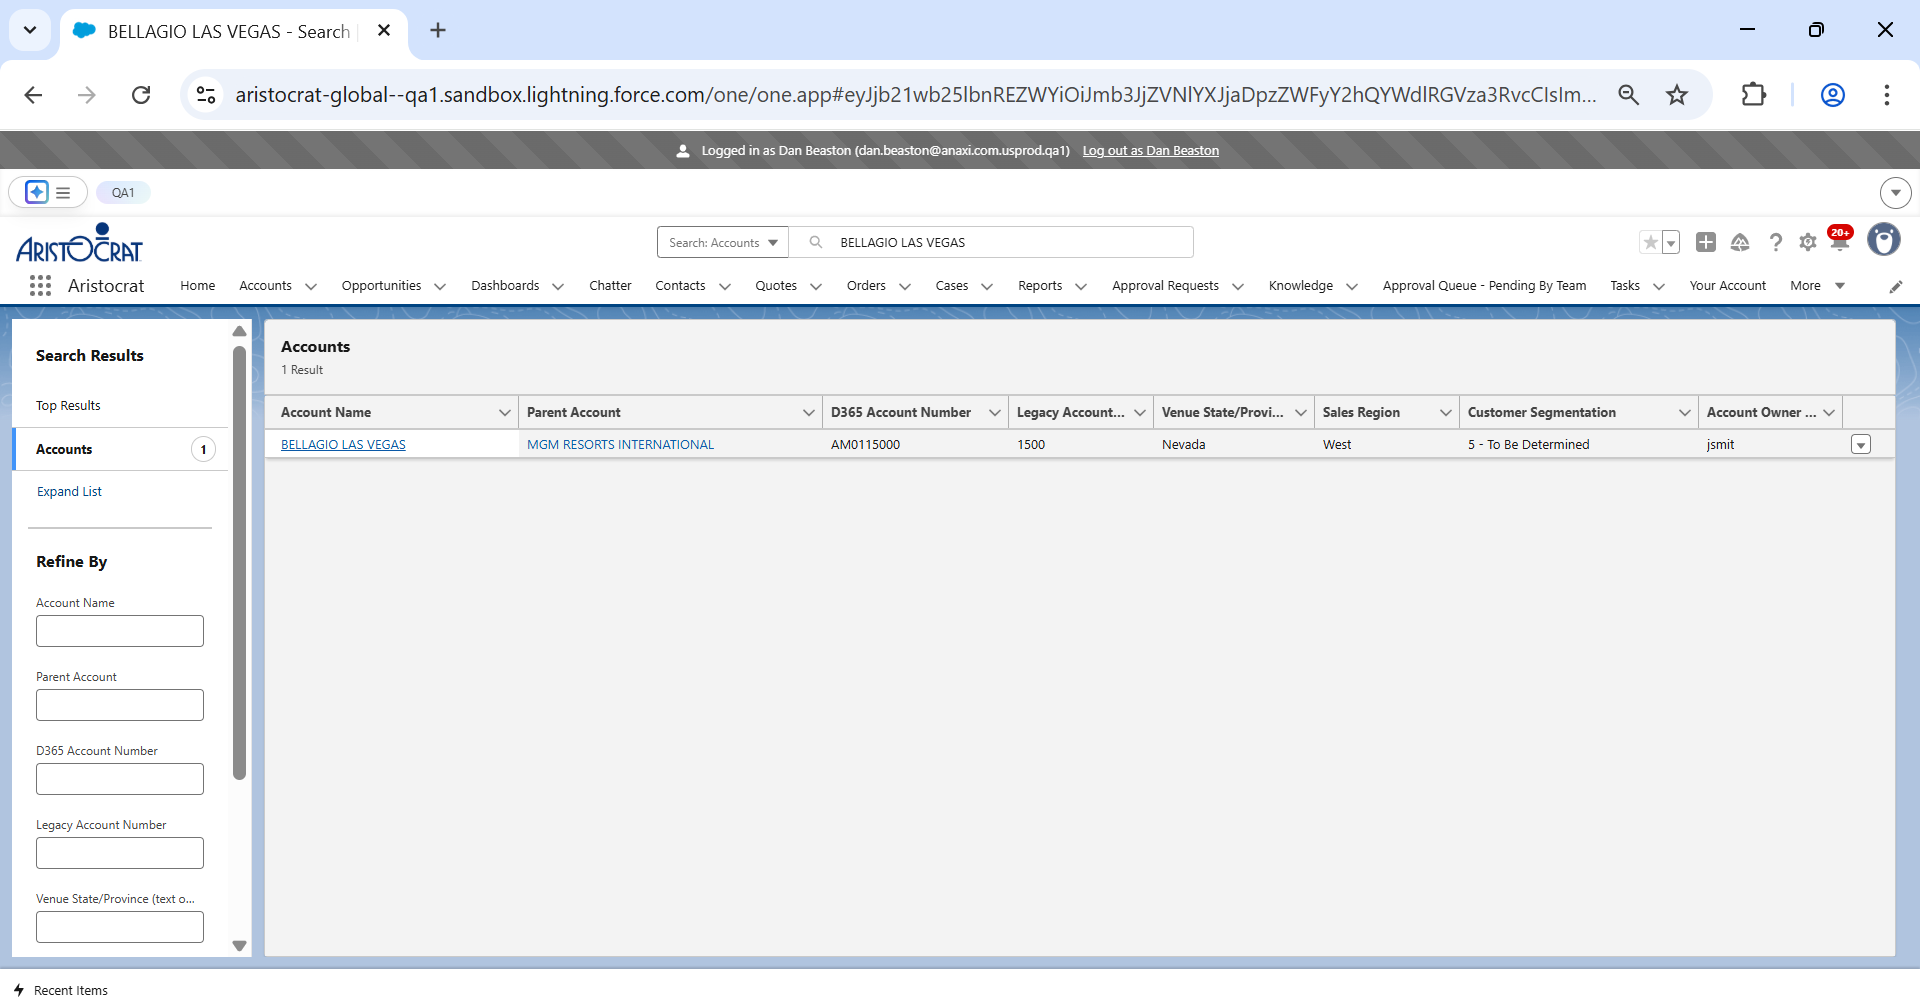 BELLAGIO LAS VEGAS - Search
aristocrat-global--qa1.sandbox.lightning.force.com/one/one.app#eyJjb21wb25lbnREZWYiOiJmb3JjZVNlYXJjaDpzZWFyY2hQYWdlRGVza3RvcCIsIm...
Logged in as Dan Beaston (dan.beaston@anaxi.com.usprod.qa1) Log out as Dan Beaston
QA1
ARISTOCRAT
Search: Accounts
BELLAGIO LAS VEGAS
20+
Aristocrat
Home Accounts Opportunities Dashboards Chatter Contacts Quotes Orders Cases Reports Approval Requests Knowledge Approval Queue - Pending By Team Tasks Your Account More
Search Results
Top Results
Accounts 1
Expand List
Refine By
Account Name
Parent Account
D365 Account Number
Legacy Account Number
Venue State/Province (text o...
Accounts
1 Result
Account Name Parent Account D365 Account Number Legacy Account... Venue State/Provi... Sales Region Customer Segmentation Account Owner ...
BELLAGIO LAS VEGAS MGM RESORTS INTERNATIONAL AM0115000 1500 Nevada West 5 - To Be Determined jsmit
Recent Items